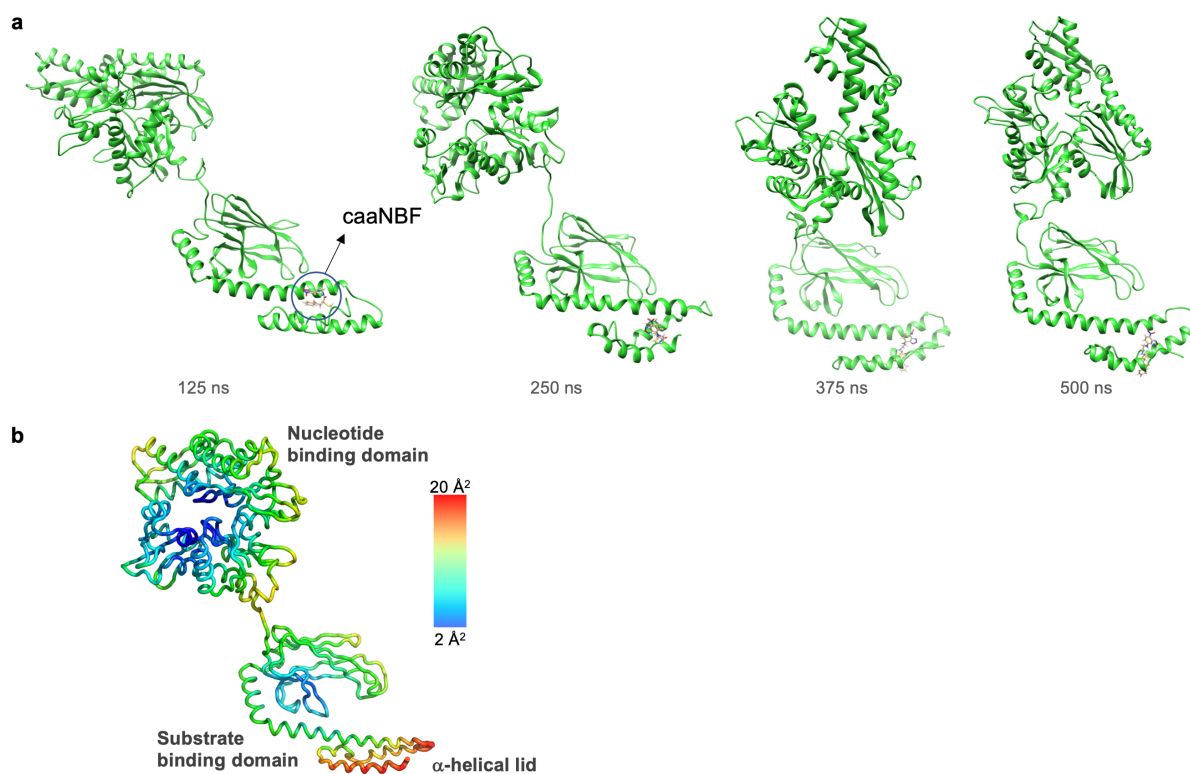 a
caaNBF
125 ns
250 ns
375 ns
500 ns
b
Nucleotide
binding domain
20 Å²
2 Å²
Substrate
binding domain
α-helical lid